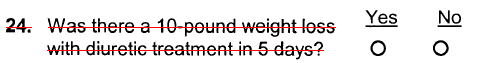 24. Was there a 10-pound weight loss Yes No
with diuretic treatment in 5 days? O O